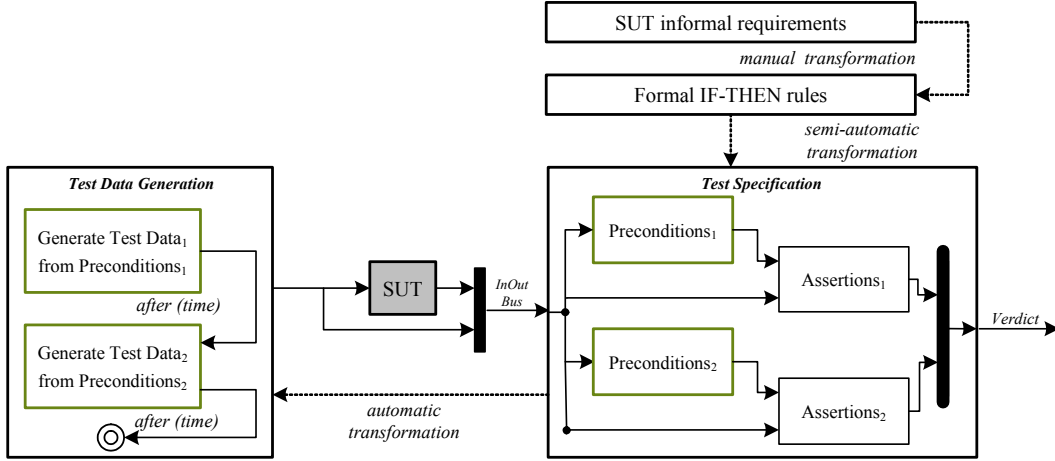 SUT informal requirements
manual transformation
Formal IF-THEN rules
semi-automatic
transformation
Test Data Generation
Generate Test Data₁
from Preconditions₁
after (time)
Generate Test Data₂
from Preconditions₂
after (time)
SUT
InOut
Bus
automatic
transformation
Test Specification
Preconditions₁
Assertions₁
Preconditions₂
Assertions₂
Verdict